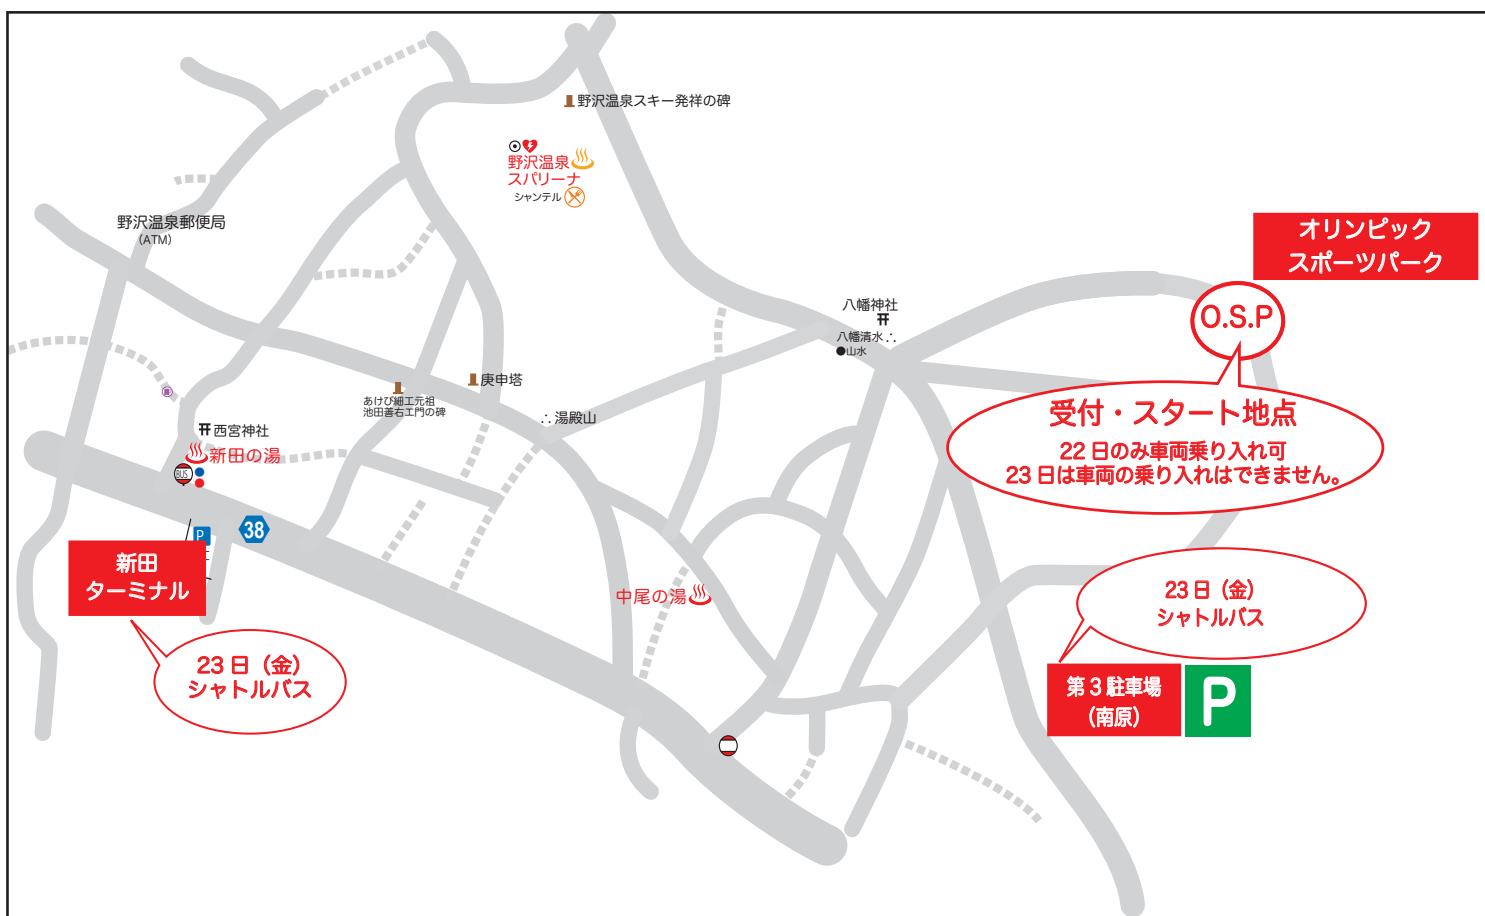 野沢温泉スキー発祥の碑
野沢温泉
スパリーナ
シャンテル
野沢温泉郵便局
(ATM)
オリンピック
スポーツパーク
O.S.P
八幡神社
八幡清水
山水
庚申塔
あけび細工元祖
池田善右エ門の碑
湯殿山
受付・スタート地点
22日のみ車両乗り入れ可
23日は車両の乗り入れはできません。
西宮神社
新田の湯
BUS
P
38
新田
ターミナル
23日（金）
シャトルバス
中尾の湯
23日（金）
シャトルバス
第3駐車場
（南原）
P